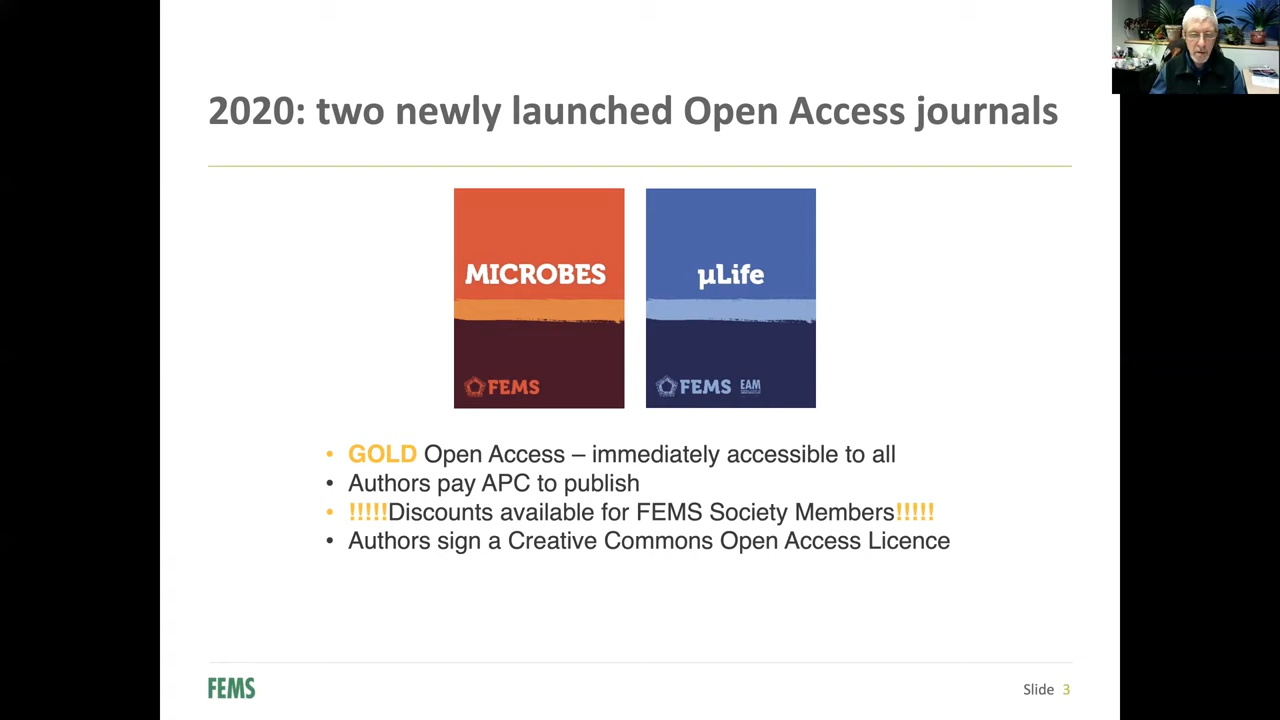 2020: two newly launched Open Access journals
MICROBES
FEMS
µLife
FEMS EAM
• GOLD Open Access – immediately accessible to all
• Authors pay APC to publish
• !!!!!Discounts available for FEMS Society Members!!!!!
• Authors sign a Creative Commons Open Access Licence
FEMS
Slide 3